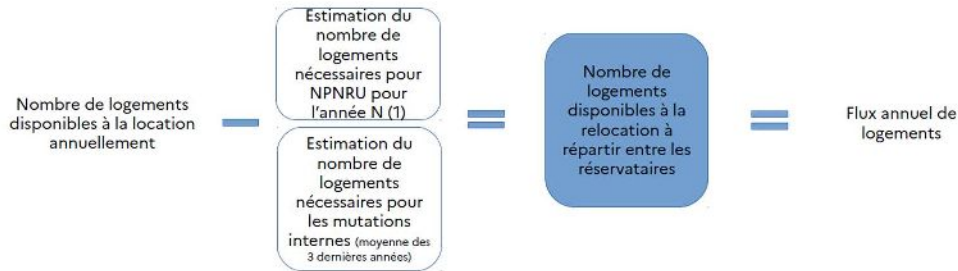 Nombre de logements
disponibles à la location
annuellement
Estimation du
nombre de
logements
nécessaires pour
NPNRU pour
l'année N (1)
Estimation du
nombre de
logements
nécessaires pour
les mutations
internes (moyenne des
3 dernières années)
Nombre de
logements
disponibles à la
relocation à
répartir entre les
réservataires
Flux annuel de
logements